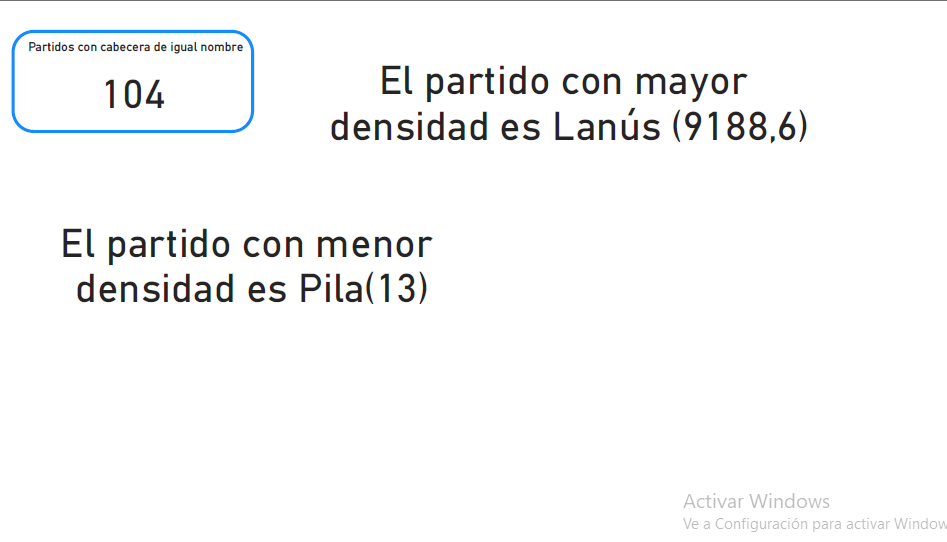 Partidos con cabecera de igual nombre
104
El partido con mayor
densidad es Lanús (9188,6)
El partido con menor
densidad es Pila(13)
Activar Windows
Ve a Configuración para activar Window